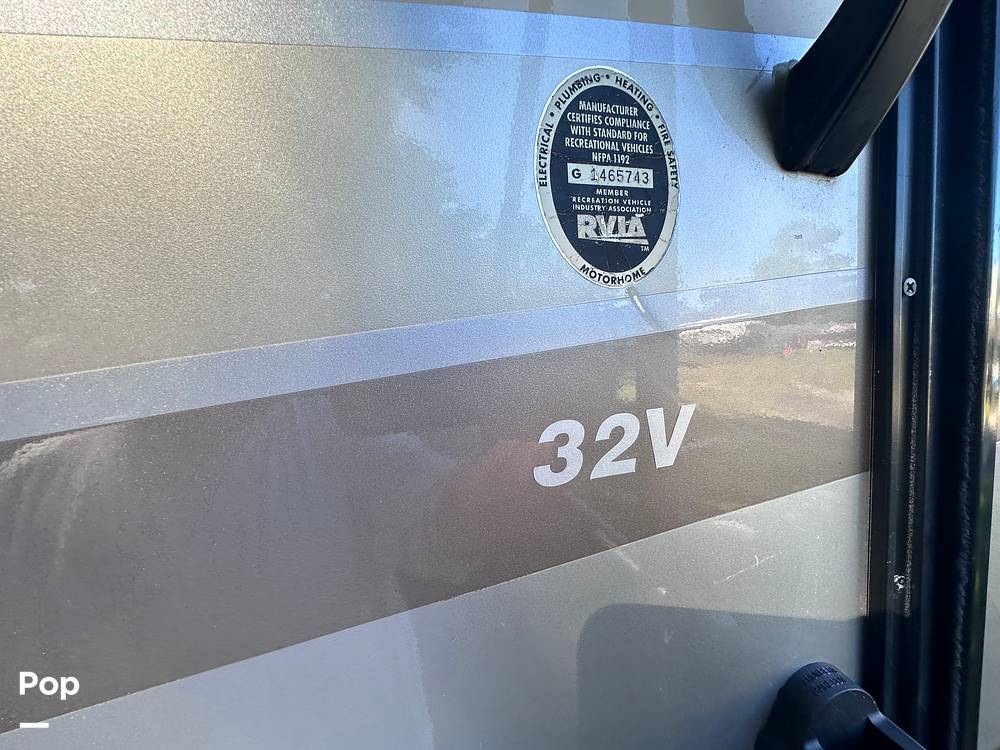 ELECTRICAL • PLUMBING • HEATING • FIRE SAFETY
MANUFACTURER
CERTIFIES COMPLIANCE
WITH STANDARD FOR
RECREATIONAL VEHICLES
NFPA 1192
G 1465743
MEMBER
RECREATION VEHICLE
INDUSTRY ASSOCIATION
RVIA
TM
MOTORHOME
32V
Pop